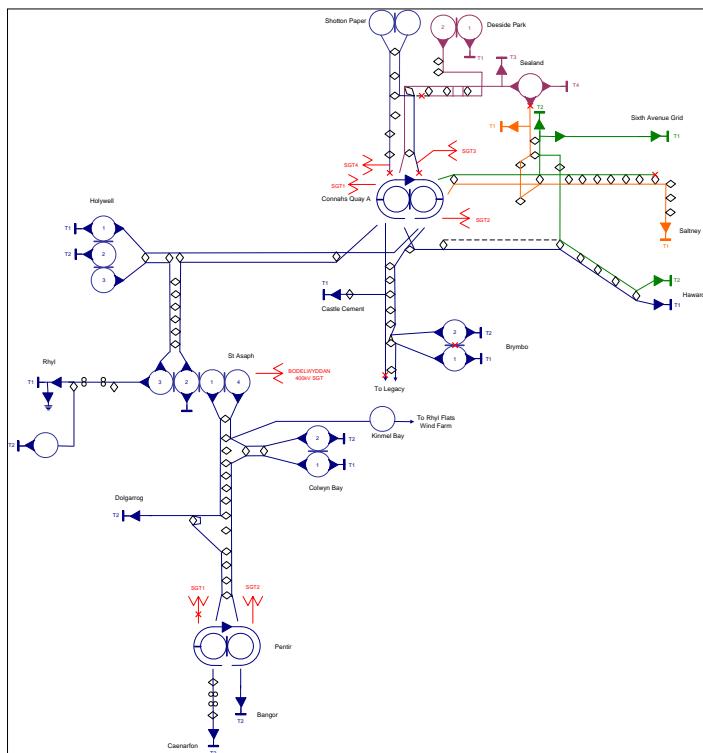 Shotton Paper
Deeside Park
2
1
T1
T3
Sealand
T4
T2
Sixth Avenue Grid
T1
T1
SGT4
SGT3
SGT1
Connahs Quay A
SGT2
Saltney
T1
Holywell
T1
1
T2
2
3
T2
Haward
T1
T1
Castle Cement
2
T2
Brympo
1
T1
To Legacy
St Asaph
Rhyl
T1
3
2
1
4
BODELWYDDAN
400kV SGT
T2
Kinmel Bay
To Rhyl Flats
Wind Farm
2
T2
1
T1
Colwyn Bay
Dolgarrog
T2
SGT1
SGT2
Pentir
T2
Bangor
Caenarfon